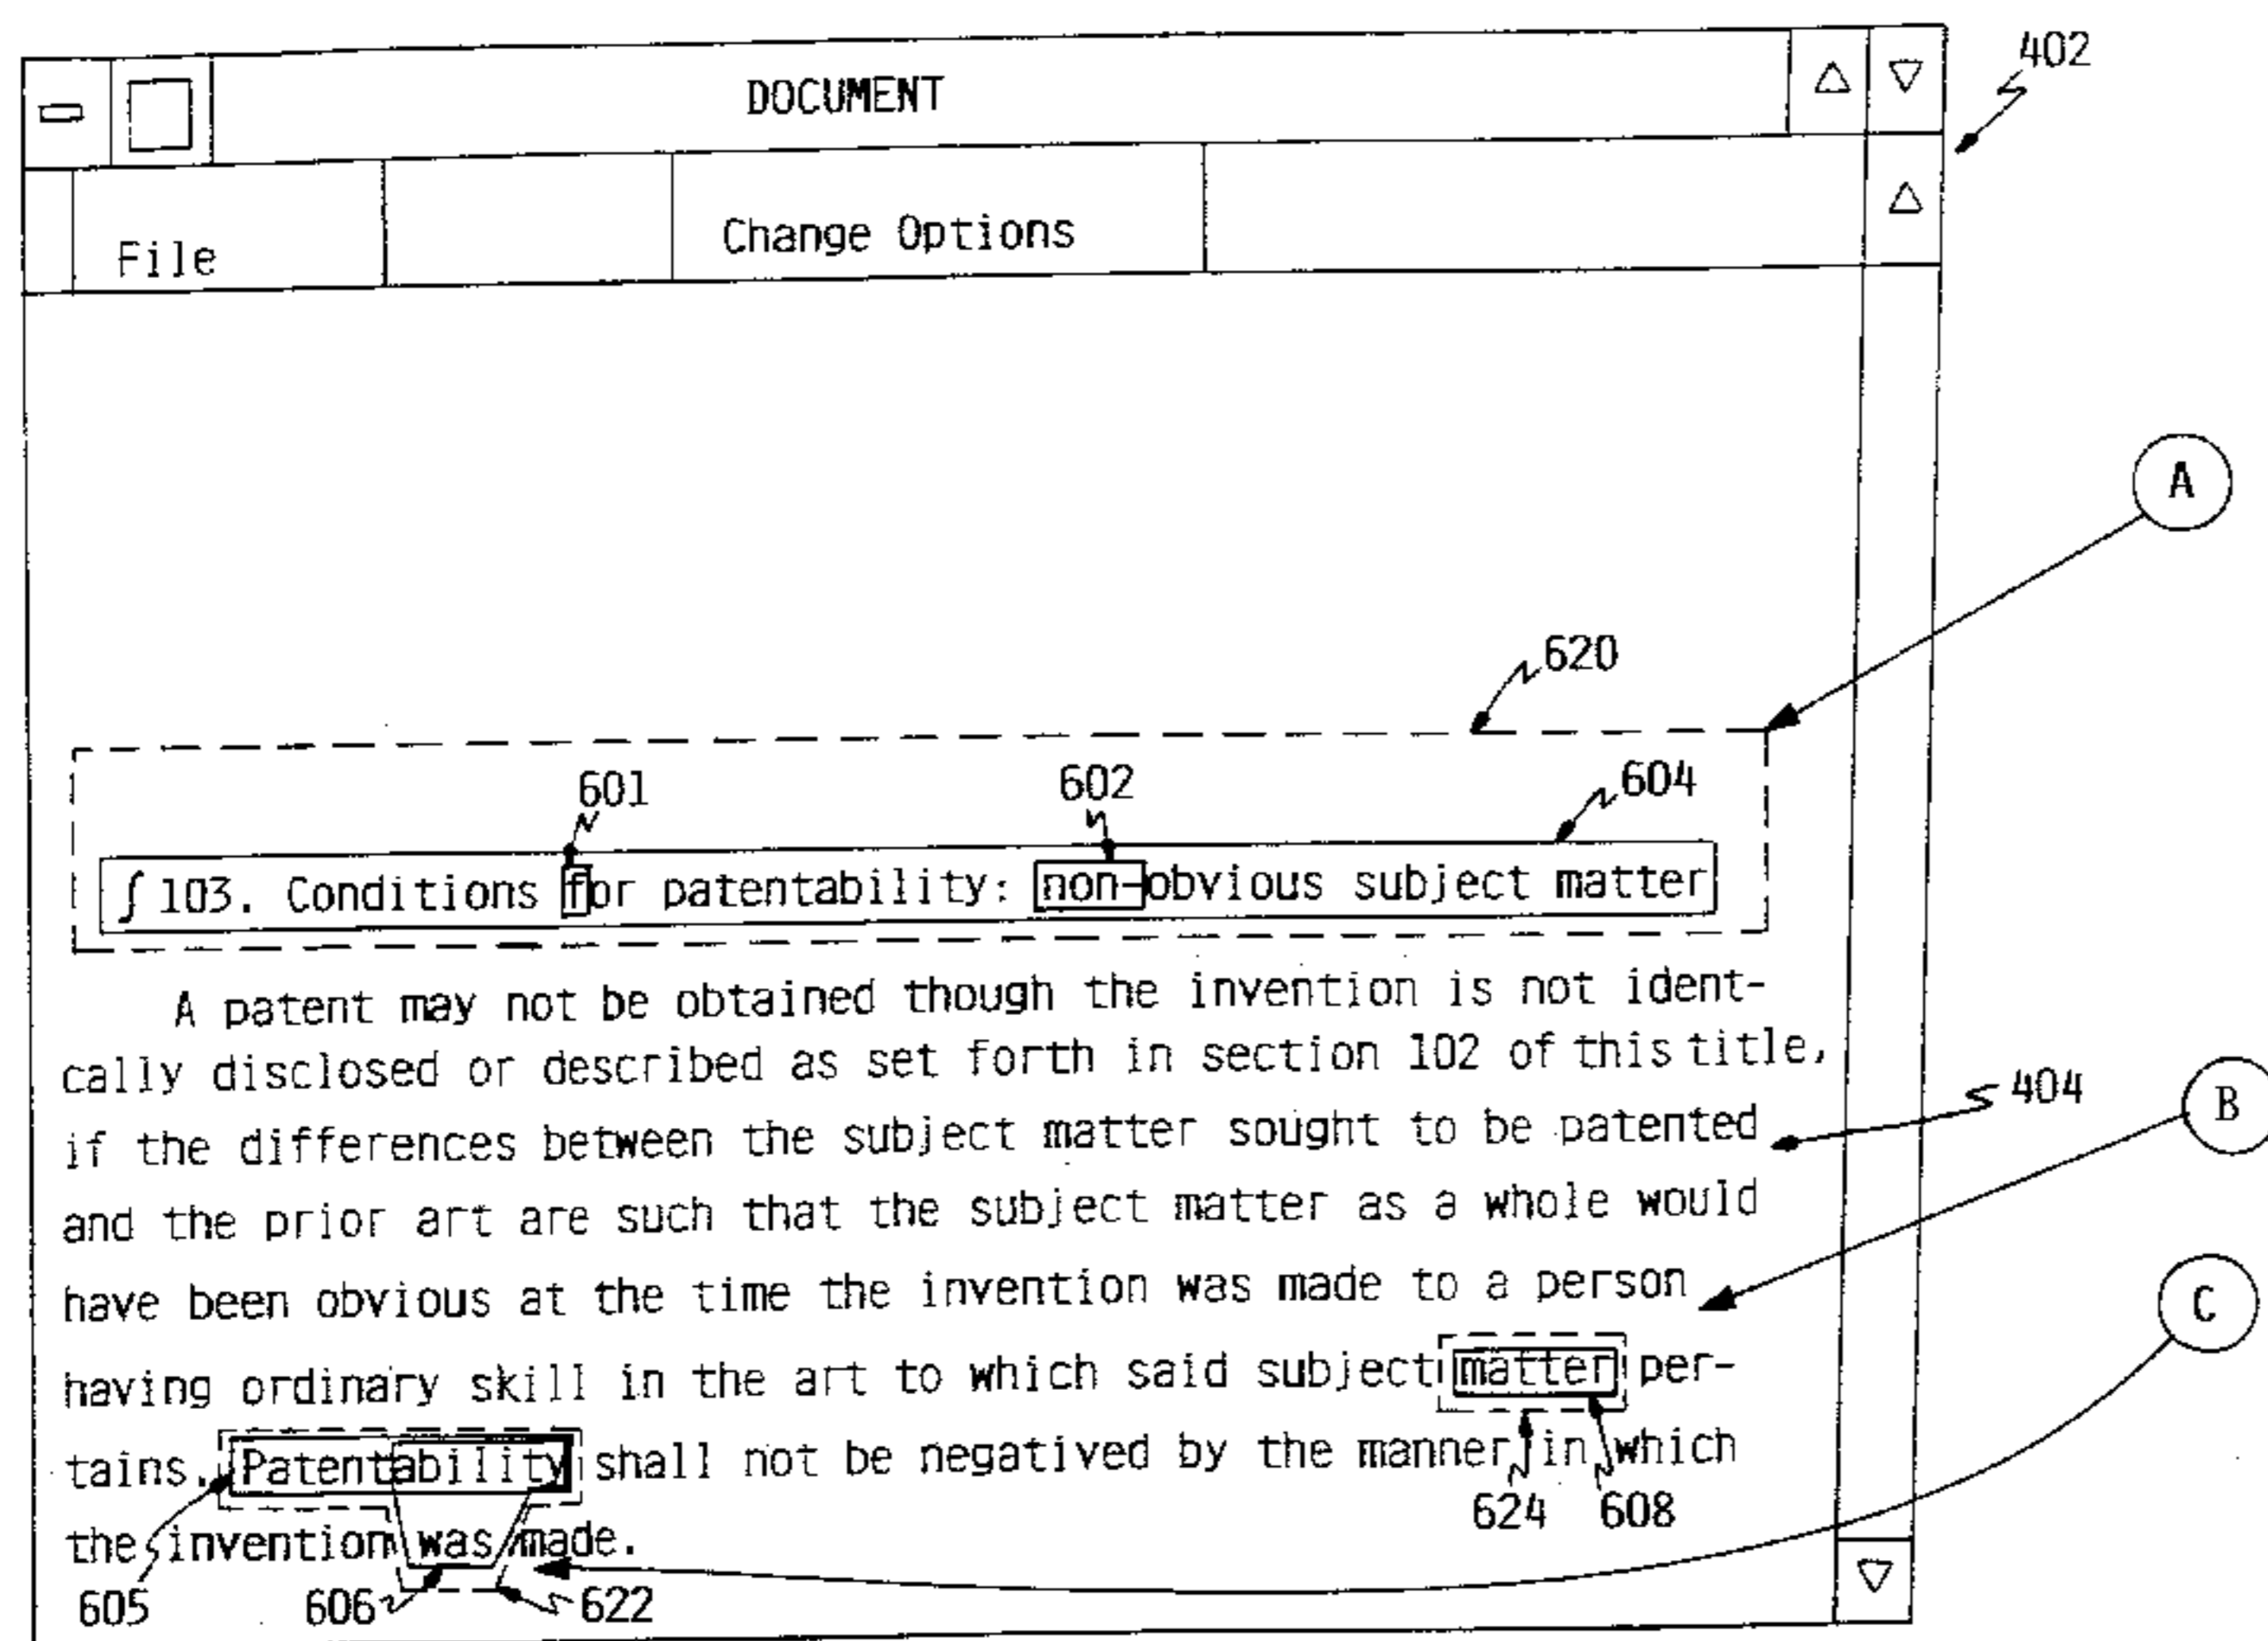 DOCUMENT
402
File Change Options
A
620
601 602 604
∫ 103. Conditions for patentability: non-obvious subject matter
A patent may not be obtained though the invention is not ident-
cally disclosed or described as set forth in section 102 of this title,
404
B
if the differences between the subject matter sought to be patented
and the prior art are such that the subject matter as a whole would
have been obvious at the time the invention was made to a person
C
having ordinary skill in the art to which said subject matter per-
tains. Patentability shall not be negatived by the manner in which
624 608
the invention was made.
605 606 622